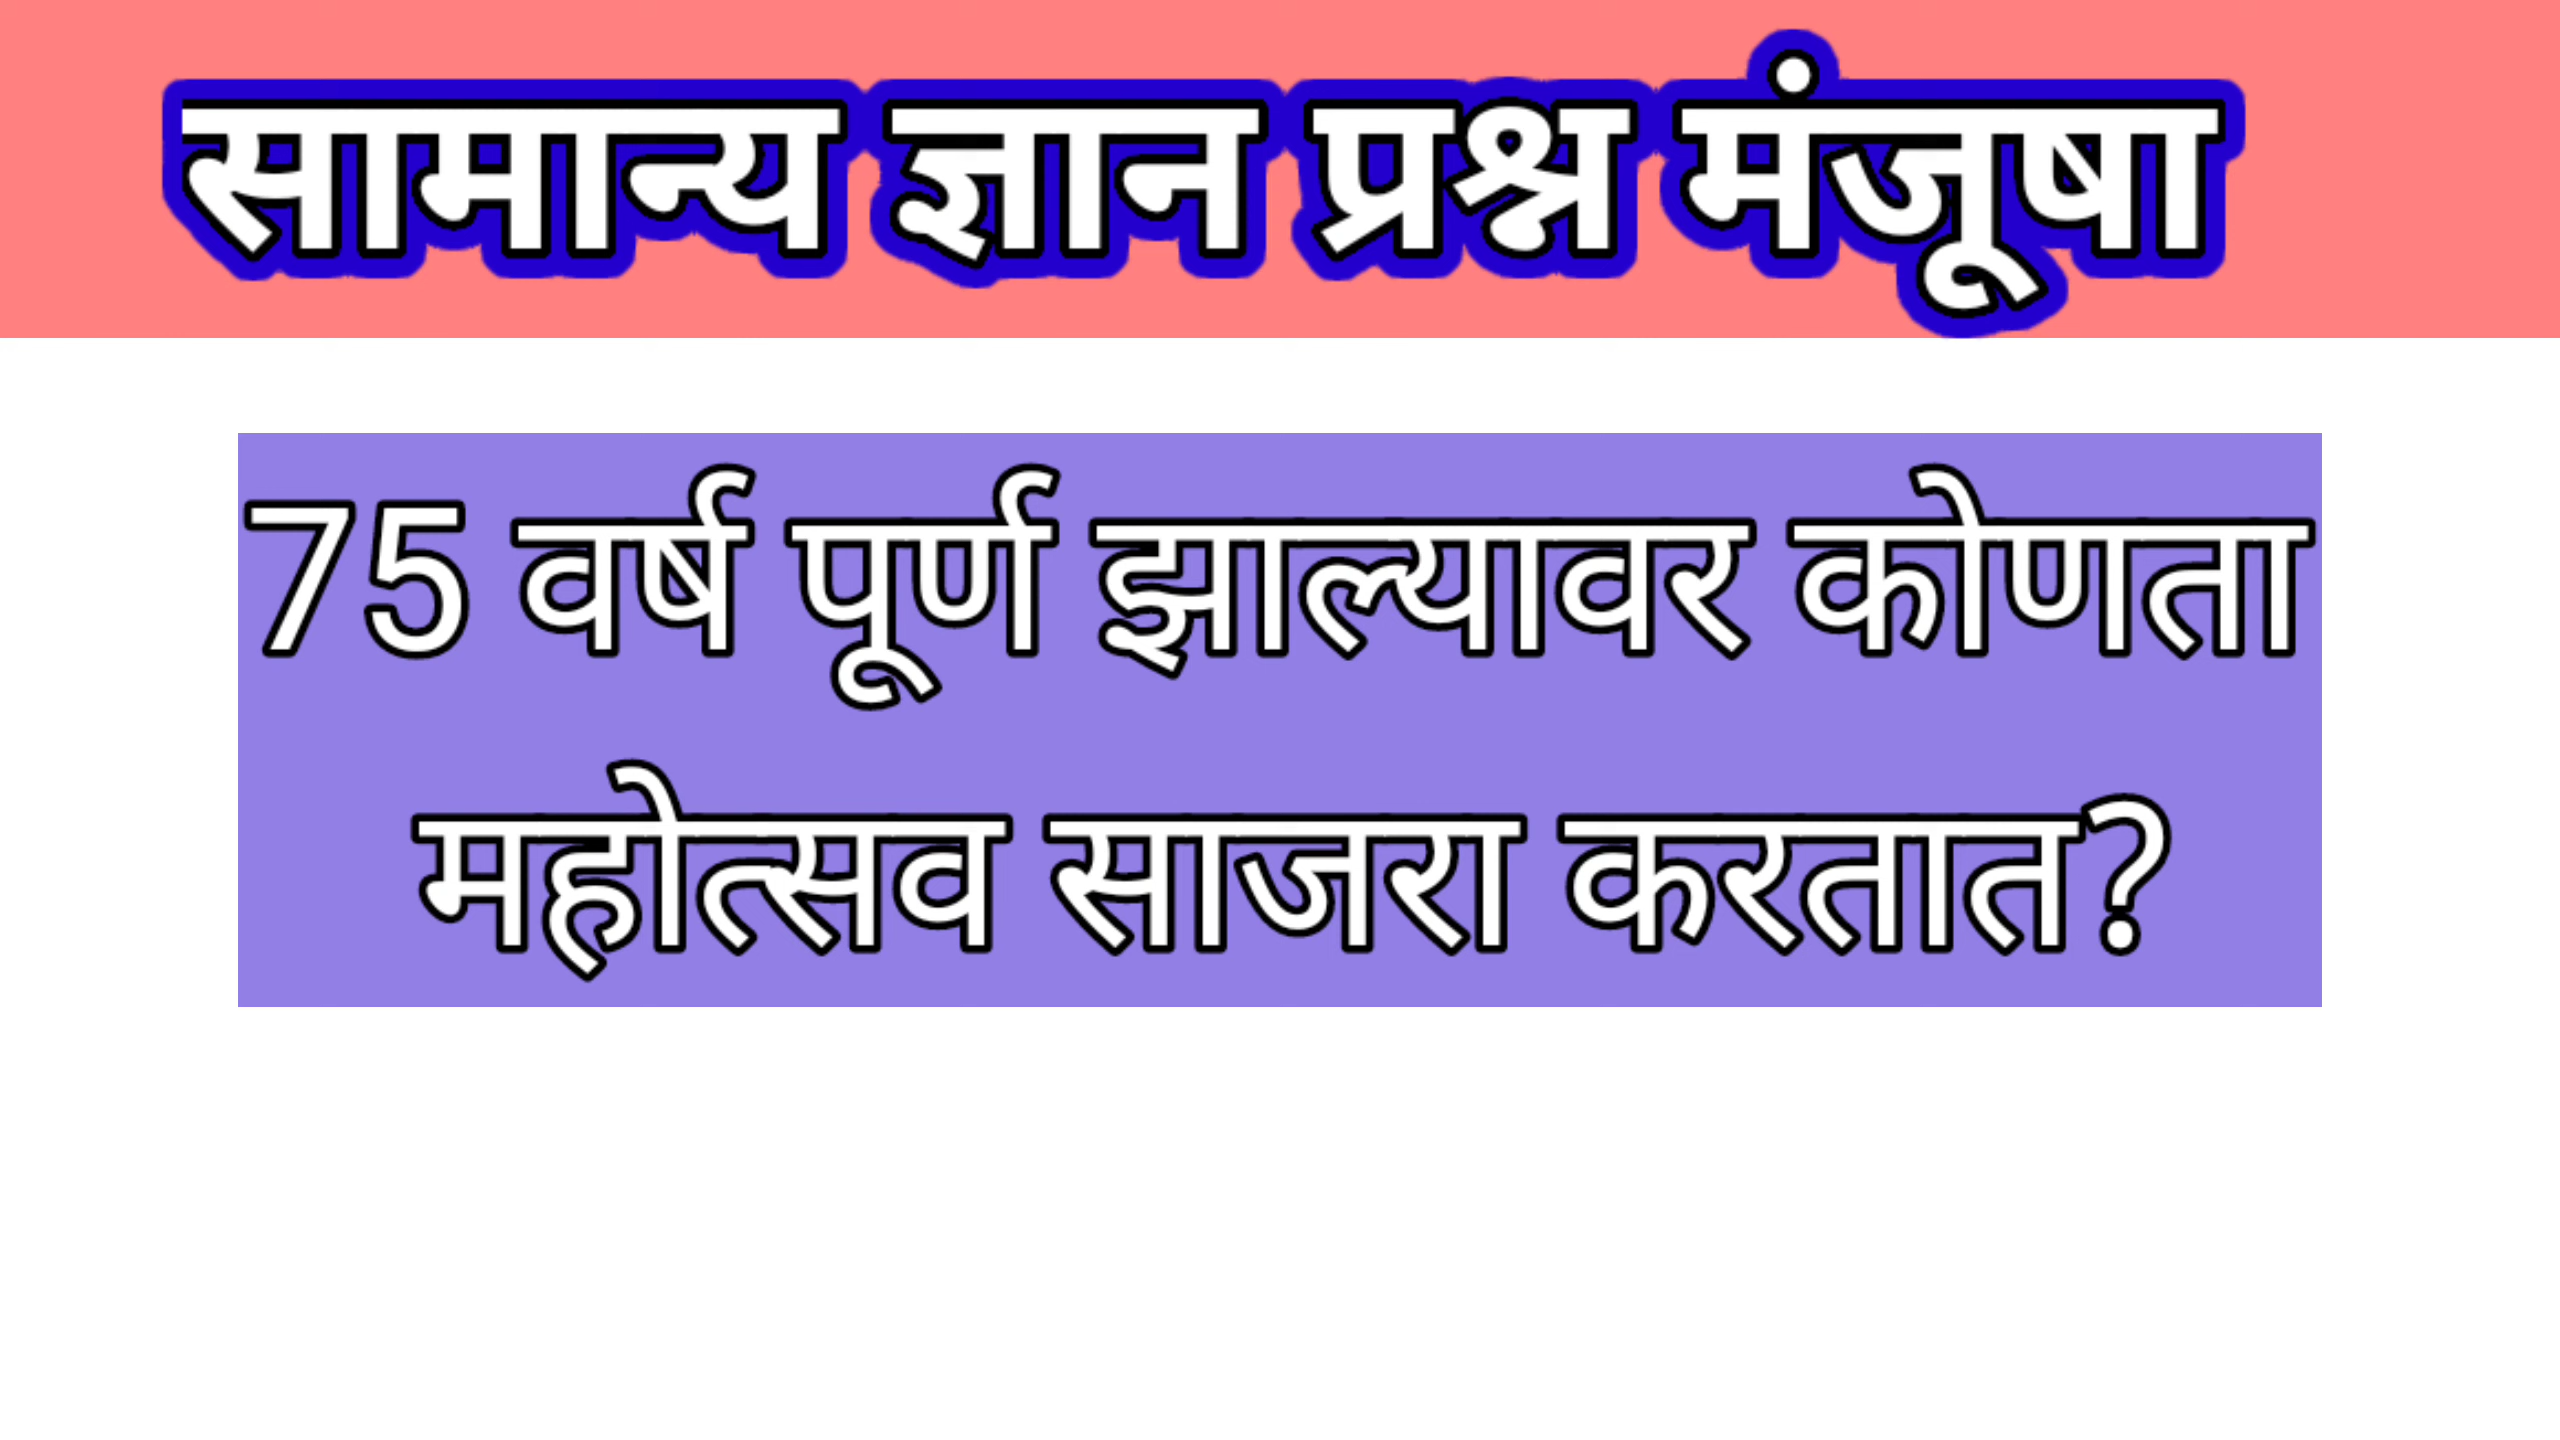 सामान्य ज्ञान प्रश्न मंजूषा
75 वर्ष पूर्ण झाल्यावर कोणता
महोत्सव साजरा करतात?